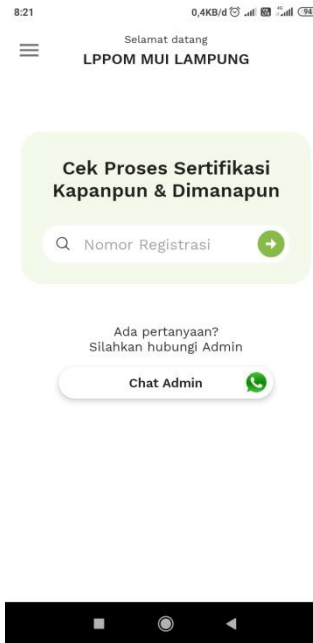 8:21 0,4KB/d 94
Selamat datang
LPPOM MUI LAMPUNG
Cek Proses Sertifikasi
Kapanpun & Dimanapun
Nomor Registrasi
Ada pertanyaan?
Silahkan hubungi Admin
Chat Admin